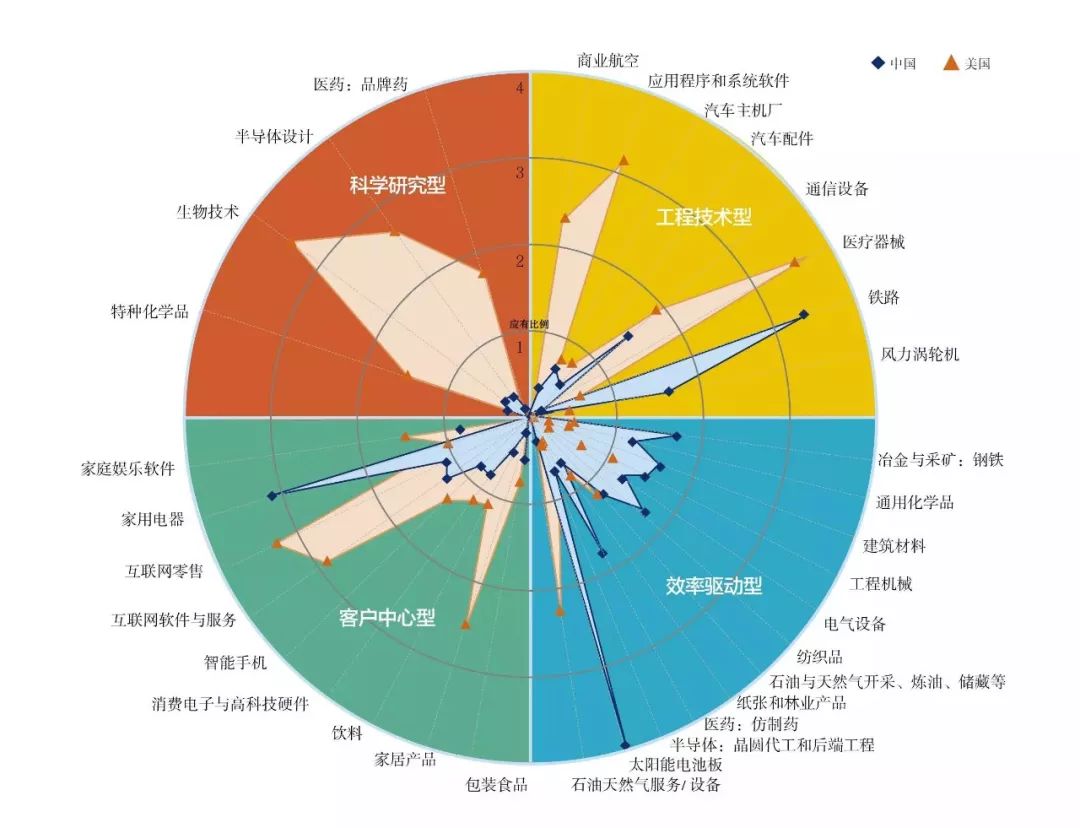 中国
美国
商业航空
应用程序和系统软件
汽车主机厂
汽车配件
通信设备
医疗器械
铁路
风力涡轮机
医药：品牌药
半导体设计
生物技术
特种化学品
科学研究型
工程技术型
4
3
2
应有比例
1
家庭娱乐软件
家用电器
互联网零售
互联网软件与服务
智能手机
消费电子与高科技硬件
饮料
家居产品
包装食品
客户中心型
效率驱动型
冶金与采矿：钢铁
通用化学品
建筑材料
工程机械
电气设备
纺织品
石油与天然气开采、炼油、储藏等
纸张和林业产品
医药：仿制药
半导体：晶圆代工和后端工程
太阳能电池板
石油天然气服务/ 设备